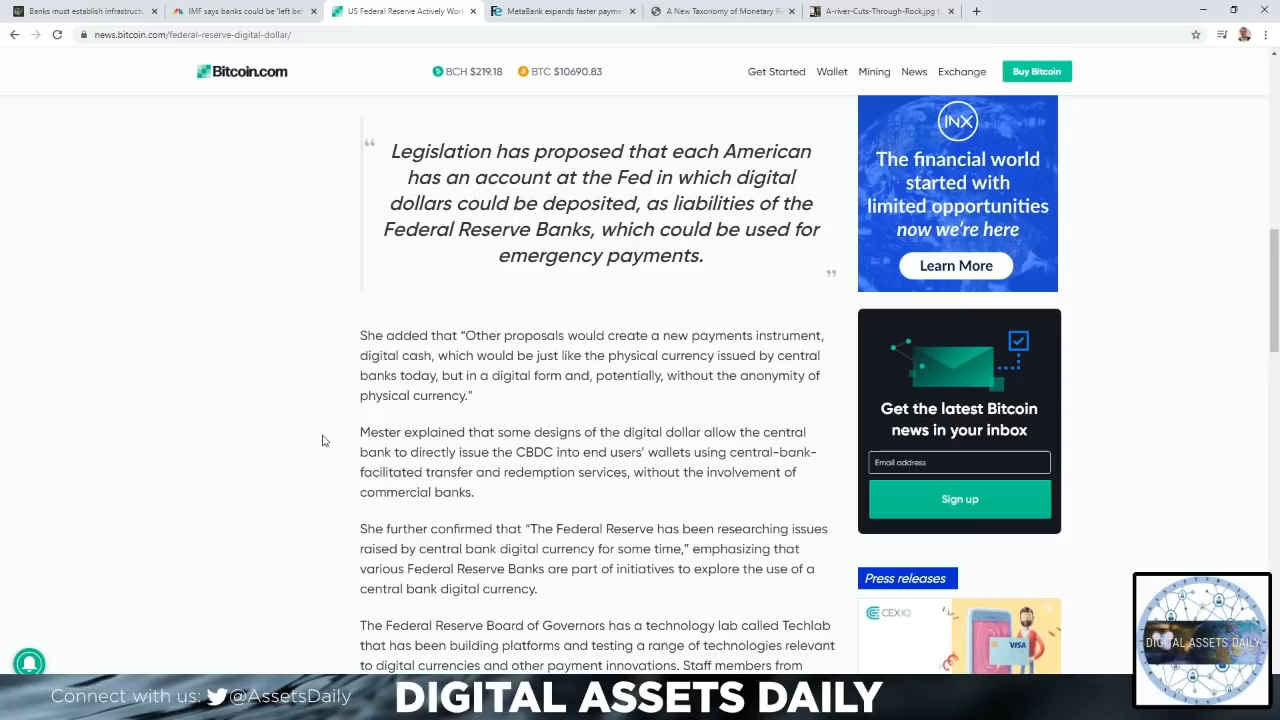 Banks must establish infrastructu
IMF says banks could be 'left beh
US Federal Reserve Actively Work
MetaBank expands faster payme
A New Taxonomy of Monetary R
A-river-Cuts-Through-Rock.jpg (
news.bitcoin.com/federal-reserve-digital-dollar/
Bitcoin.com
BCH $219.18
BTC $10690.83
Get Started Wallet Mining News Exchange
Buy Bitcoin
“ Legislation has proposed that each American
has an account at the Fed in which digital
dollars could be deposited, as liabilities of the
Federal Reserve Banks, which could be used for
emergency payments. ”
She added that “Other proposals would create a new payments instrument,
digital cash, which would be just like the physical currency issued by central
banks today, but in a digital form and, potentially, without the anonymity of
physical currency.”
Mester explained that some designs of the digital dollar allow the central
bank to directly issue the CBDC into end users’ wallets using central-bank-
facilitated transfer and redemption services, without the involvement of
commercial banks.
She further confirmed that “The Federal Reserve has been researching issues
raised by central bank digital currency for some time,” emphasizing that
various Federal Reserve Banks are part of initiatives to explore the use of a
central bank digital currency.
The Federal Reserve Board of Governors has a technology lab called Techlab
that has been building platforms and testing a range of technologies relevant
to digital currencies and other payment innovations. Staff members from
INX
The financial world
started with
limited opportunities
now we’re here
Learn More
Get the latest Bitcoin
news in your inbox
Email address
Sign up
Press releases
CEX.IO
VISA
DIGITAL ASSETS DAILY
Connect with us: @AssetsDaily
DIGITAL ASSETS DAILY